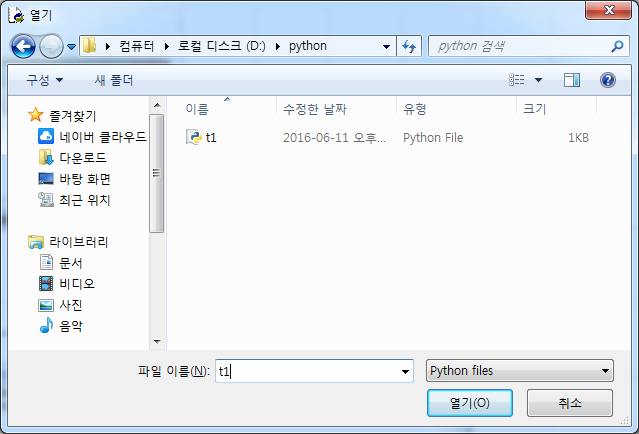 열기
컴퓨터 ▸ 로컬 디스크 (D:) ▸ python
python 검색
구성 새 폴더
이름 수정한 날짜 유형 크기
t1 2016-06-11 오후... Python File 1KB
즐겨찾기
네이버 클라우드
다운로드
바탕 화면
최근 위치
라이브러리
문서
비디오
사진
음악
파일 이름(N): t1 Python files
열기(O) 취소